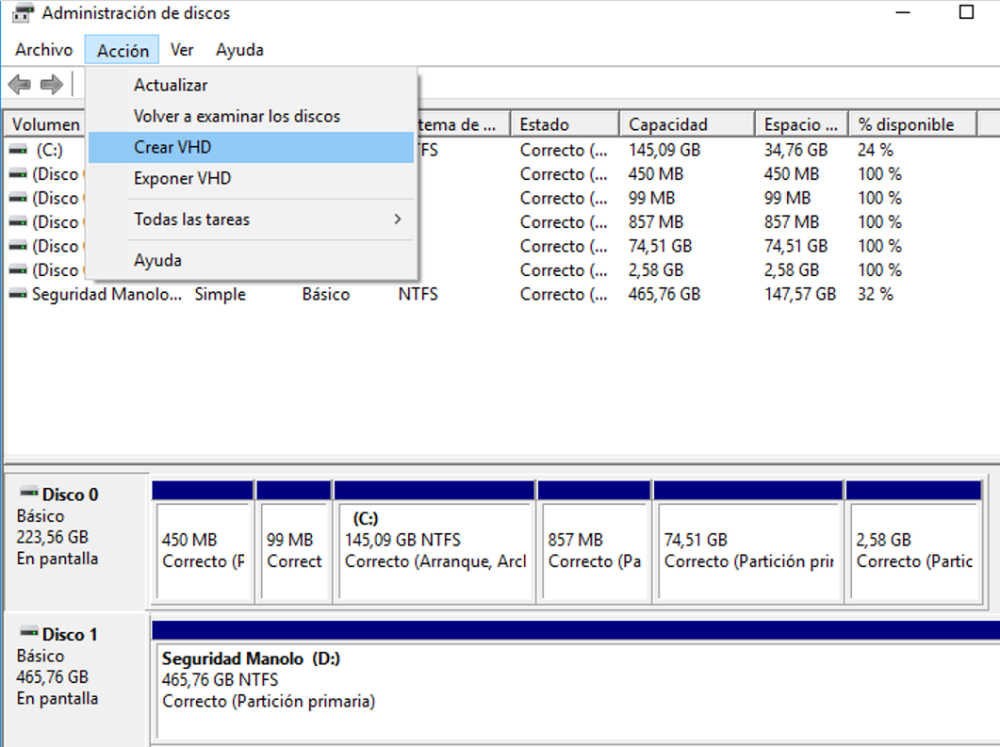 Administración de discos
Archivo Acción Ver Ayuda
Actualizar
Volver a examinar los discos
Crear VHD
Exponer VHD
Todas las tareas
Ayuda
Volumen tema de ... Estado Capacidad Espacio ... % disponible
(C:) TFS Correcto (... 145,09 GB 34,76 GB 24 %
(Disco Correcto (... 450 MB 450 MB 100 %
(Disco Correcto (... 99 MB 99 MB 100 %
(Disco Correcto (... 857 MB 857 MB 100 %
(Disco Correcto (... 74,51 GB 74,51 GB 100 %
(Disco Correcto (... 2,58 GB 2,58 GB 100 %
Seguridad Manolo... Simple Básico NTFS Correcto (... 465,76 GB 147,57 GB 32 %
Disco 0
Básico
223,56 GB
En pantalla
450 MB
Correcto (P
99 MB
Correct
(C:)
145,09 GB NTFS
Correcto (Arranque, Arcl
857 MB
Correcto (Pa
74,51 GB
Correcto (Partición prir
2,58 GB
Correcto (Partic
Disco 1
Básico
465,76 GB
En pantalla
Seguridad Manolo (D:)
465,76 GB NTFS
Correcto (Partición primaria)